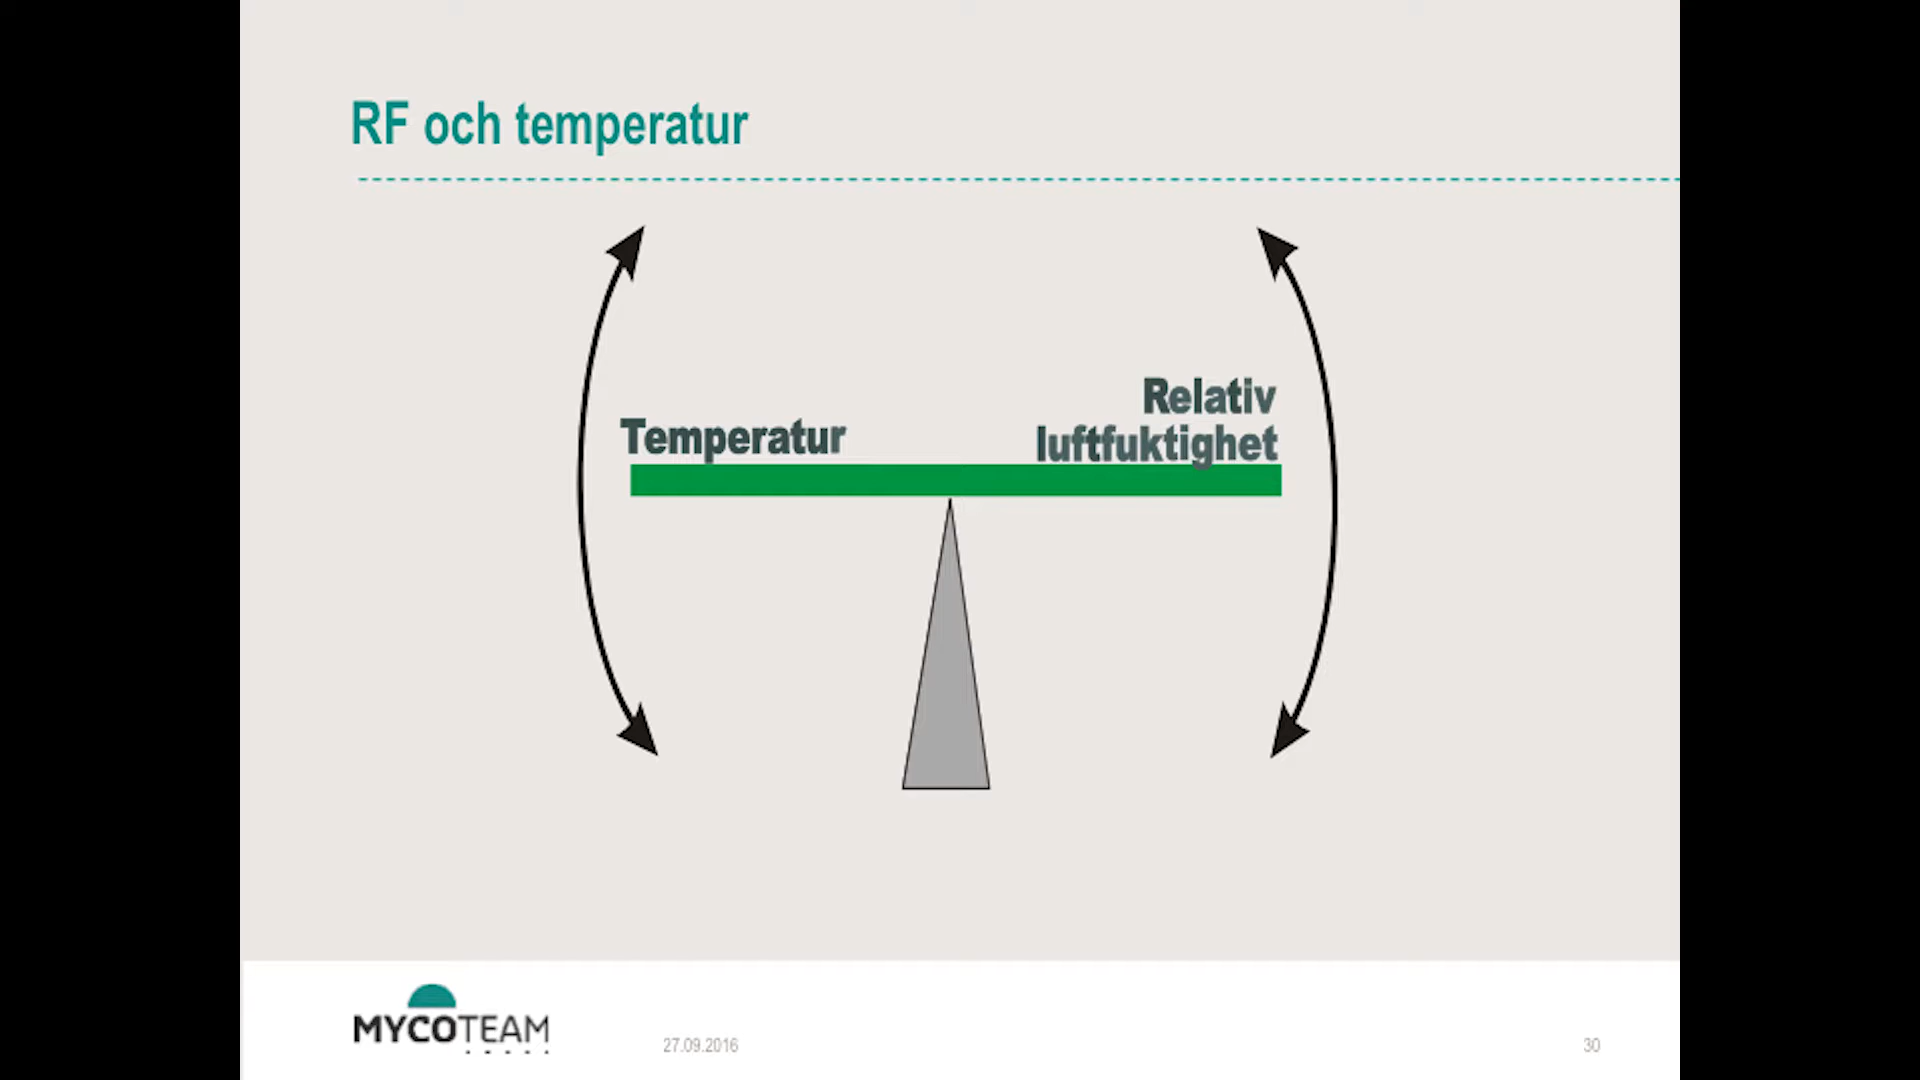 RF och temperatur
Temperatur
Relativ
luftfuktighet
MYCOTEAM
27.09.2016
30